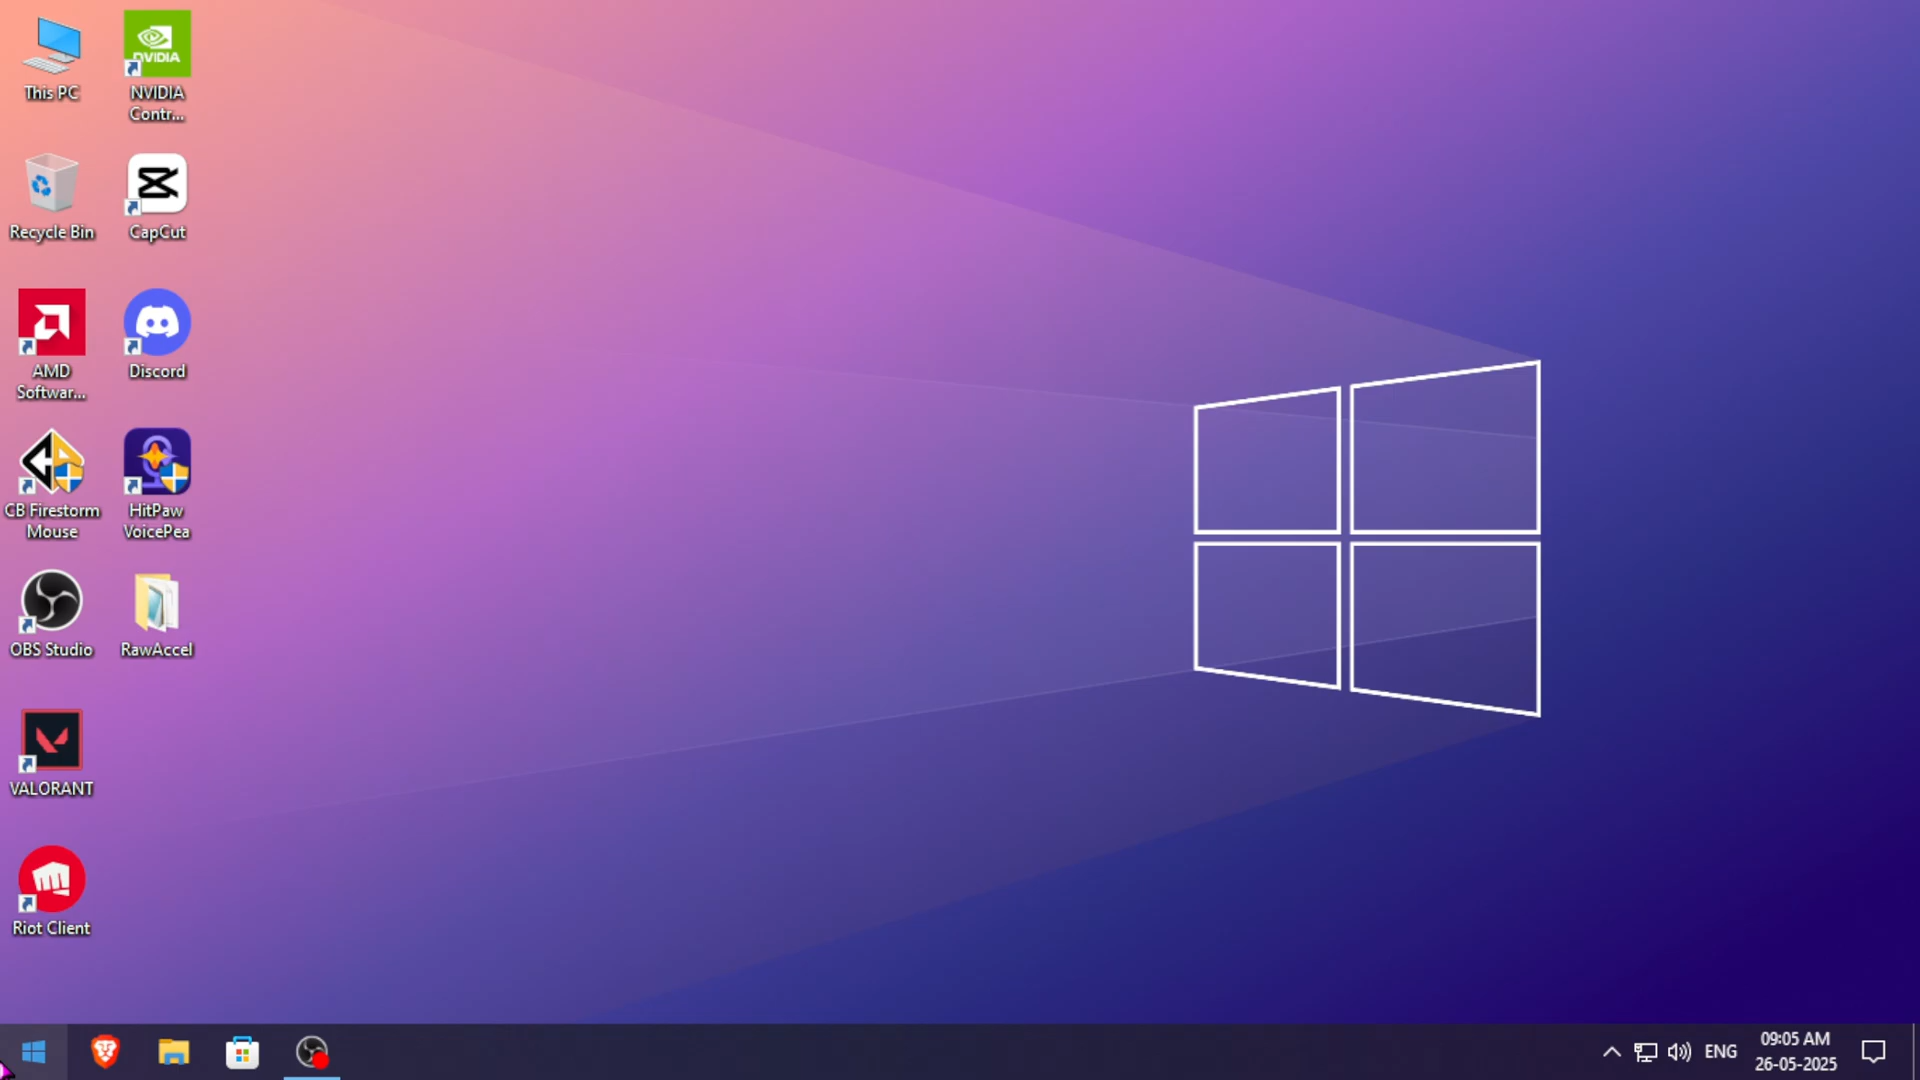 This PC
NVIDIA
NVIDIA
Contr...
Recycle Bin
CapCut
AMD
Softwar...
Discord
CB Firestorm
Mouse
HitPaw
VoicePea
OBS Studio
RawAccel
VALORANT
Riot Client
ENG
09:05 AM
26-05-2025